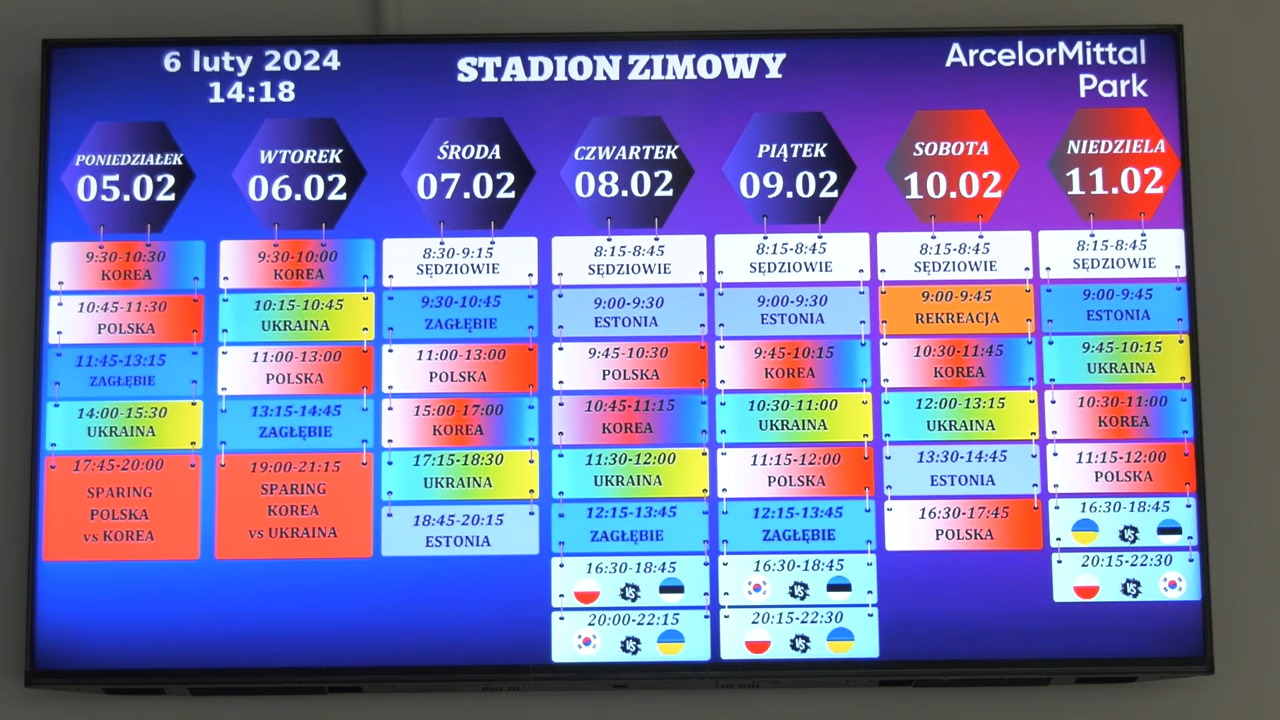 6 luty 2024
14:18
STADION ZIMOWY
ArcelorMittal
Park
PONIEDZIAŁEK
05.02
9:30-10:30
KOREA
10:45-11:30
POLSKA
11:45-13:15
ZAGŁĘBIE
14:00-15:30
UKRAINA
17:45-20:00
SPARING
POLSKA
vs KOREA
WTOREK
06.02
9:30-10:00
KOREA
10:15-10:45
UKRAINA
11:00-13:00
POLSKA
13:15-14:45
ZAGŁĘBIE
19:00-21:15
SPARING
KOREA
vs UKRAINA
ŚRODA
07.02
8:30-9:15
SĘDZIOWIE
9:30-10:45
ZAGŁĘBIE
11:00-13:00
POLSKA
15:00-17:00
KOREA
17:15-18:30
UKRAINA
18:45-20:15
ESTONIA
CZWARTEK
08.02
8:15-8:45
SĘDZIOWIE
9:00-9:30
ESTONIA
9:45-10:30
POLSKA
10:45-11:15
KOREA
11:30-12:00
UKRAINA
12:15-13:45
ZAGŁĘBIE
16:30-18:45
VS
20:00-22:15
VS
PIĄTEK
09.02
8:15-8:45
SĘDZIOWIE
9:00-9:30
ESTONIA
9:45-10:15
KOREA
10:30-11:00
UKRAINA
11:15-12:00
POLSKA
12:15-13:45
ZAGŁĘBIE
16:30-18:45
VS
20:15-22:30
VS
SOBOTA
10.02
8:15-8:45
SĘDZIOWIE
9:00-9:45
REKREACJA
10:30-11:45
KOREA
12:00-13:15
UKRAINA
13:30-14:45
ESTONIA
16:30-17:45
POLSKA
NIEDZIELA
11.02
8:15-8:45
SĘDZIOWIE
9:00-9:45
ESTONIA
9:45-10:15
UKRAINA
10:30-11:00
KOREA
11:15-12:00
POLSKA
16:30-18:45
VS
20:15-22:30
VS